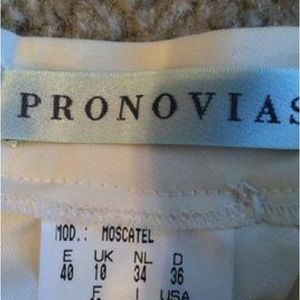 PRONOVIAS
MOD.: MOSCATEL
E UK NL D
40 10 34 36
F I USA